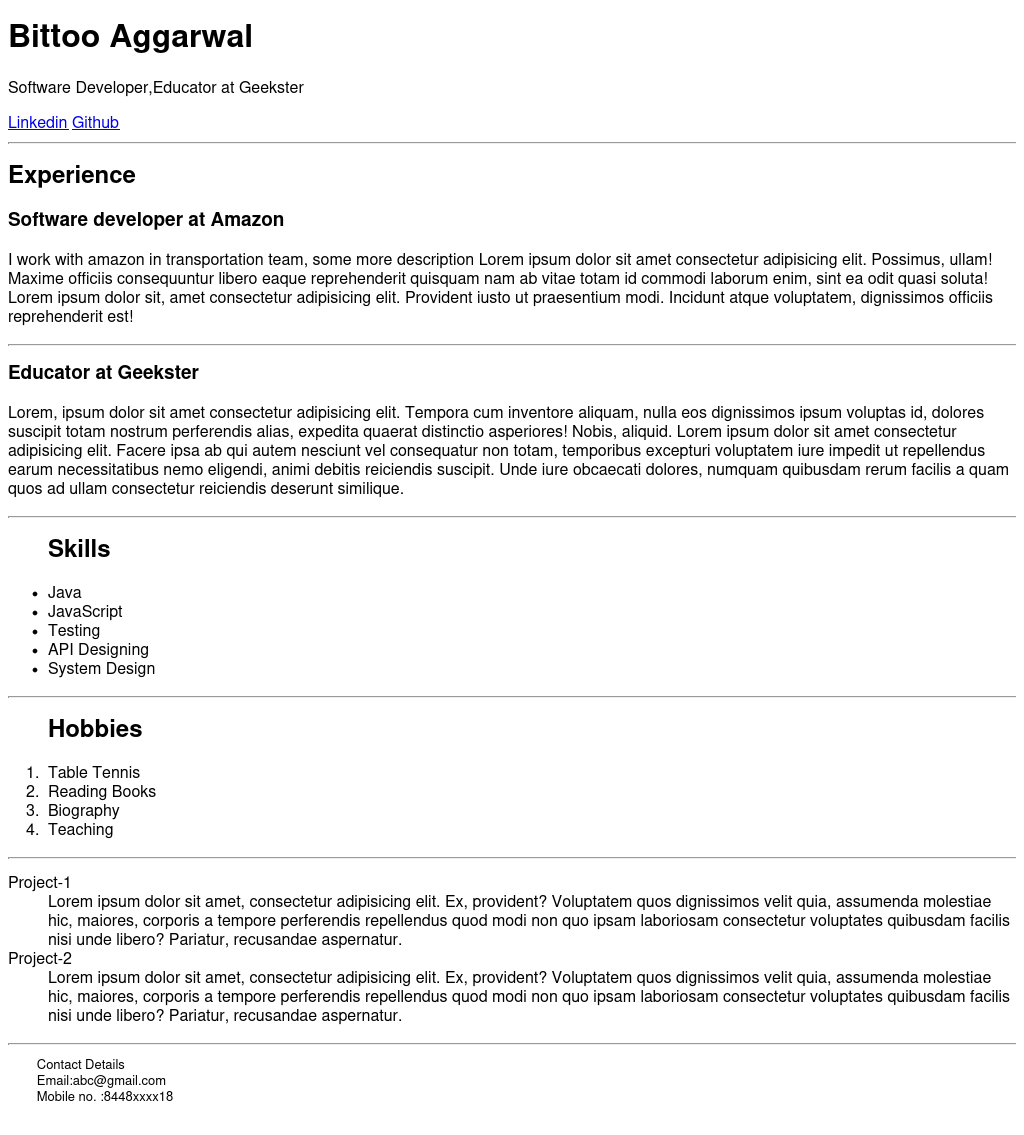 Bittoo Aggarwal
Software Developer,Educator at Geekster
Linkedin Github
Experience
Software developer at Amazon
I work with amazon in transportation team, some more description Lorem ipsum dolor sit amet consectetur adipisicing elit. Possimus, ullam!
Maxime officiis consequuntur libero eaque reprehenderit quisquam nam ab vitae totam id commodi laborum enim, sint ea odit quasi soluta!
Lorem ipsum dolor sit, amet consectetur adipisicing elit. Provident iusto ut praesentium modi. Incidunt atque voluptatem, dignissimos officiis
reprehenderit est!
Educator at Geekster
Lorem, ipsum dolor sit amet consectetur adipisicing elit. Tempora cum inventore aliquam, nulla eos dignissimos ipsum voluptas id, dolores
suscipit totam nostrum perferendis alias, expedita quaerat distinctio asperiores! Nobis, aliquid. Lorem ipsum dolor sit amet consectetur
adipisicing elit. Facere ipsa ab qui autem nesciunt vel consequatur non totam, temporibus excepturi voluptatem iure impedit ut repellendus
earum necessitatibus nemo eligendi, animi debitis reiciendis suscipit. Unde iure obcaecati dolores, numquam quibusdam rerum facilis a quam
quos ad ullam consectetur reiciendis deserunt similique.
Skills
• Java
• JavaScript
• Testing
• API Designing
• System Design
Hobbies
1. Table Tennis
2. Reading Books
3. Biography
4. Teaching
Project-1
Lorem ipsum dolor sit amet, consectetur adipisicing elit. Ex, provident? Voluptatem quos dignissimos velit quia, assumenda molestiae
hic, maiores, corporis a tempore perferendis repellendus quod modi non quo ipsam laboriosam consectetur voluptates quibusdam facilis
nisi unde libero? Pariatur, recusandae aspernatur.
Project-2
Lorem ipsum dolor sit amet, consectetur adipisicing elit. Ex, provident? Voluptatem quos dignissimos velit quia, assumenda molestiae
hic, maiores, corporis a tempore perferendis repellendus quod modi non quo ipsam laboriosam consectetur voluptates quibusdam facilis
nisi unde libero? Pariatur, recusandae aspernatur.
Contact Details
Email:abc@gmail.com
Mobile no. :8448xxxx18